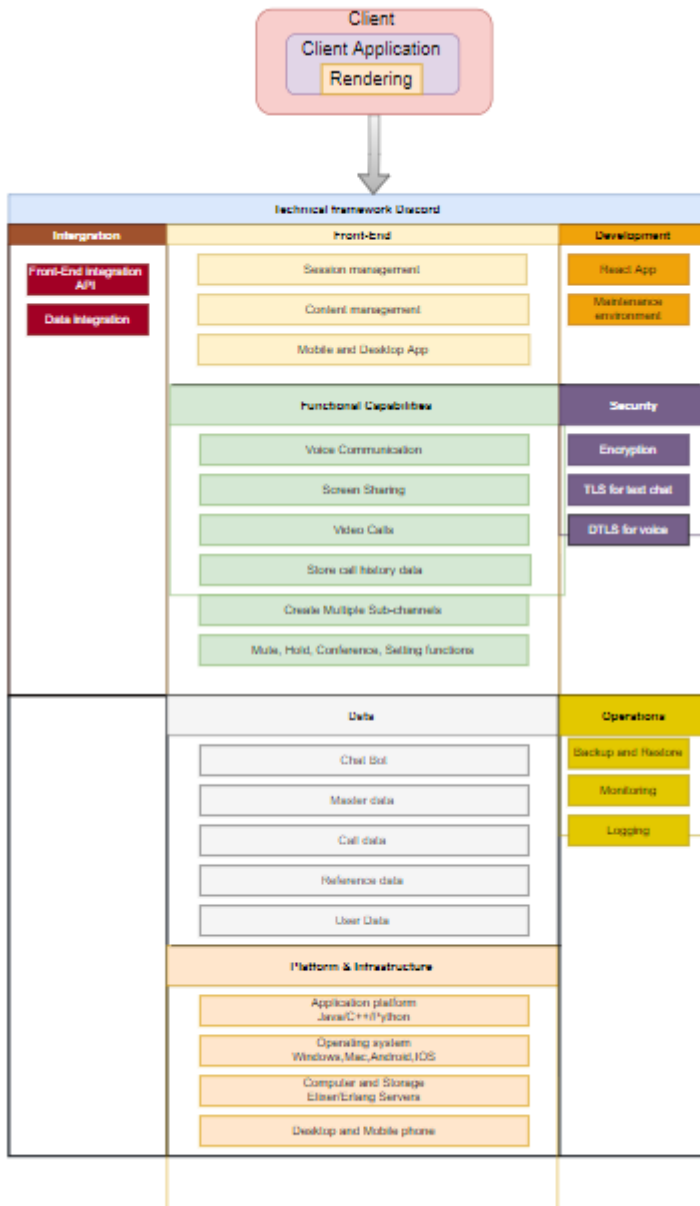 Client
Client Application
Rendering
Technical framework Discord
Intergration
Front-End
Development
Front-End integration
API
Data Integration
Session management
Content management
Mobile and Desktop App
React App
Maintenance
environment
Functional Capabilities
Security
Voice Communication
Screen Sharing
Video Calls
Store call history data
Create Multiple Sub-channels
Mute, Hold, Conference, Setting functions
Encryption
TLS for text chat
DTLS for voice
Data
Operations
Chat Bot
Master data
Call data
Reference data
User Data
Backup and Restore
Monitoring
Logging
Platform & Infrastructure
Application platform
Java/C++/Python
Operating system
Windows,Mac,Android,IOS
Computer and Storage
Elixer/Erlang Servers
Desktop and Mobile phone